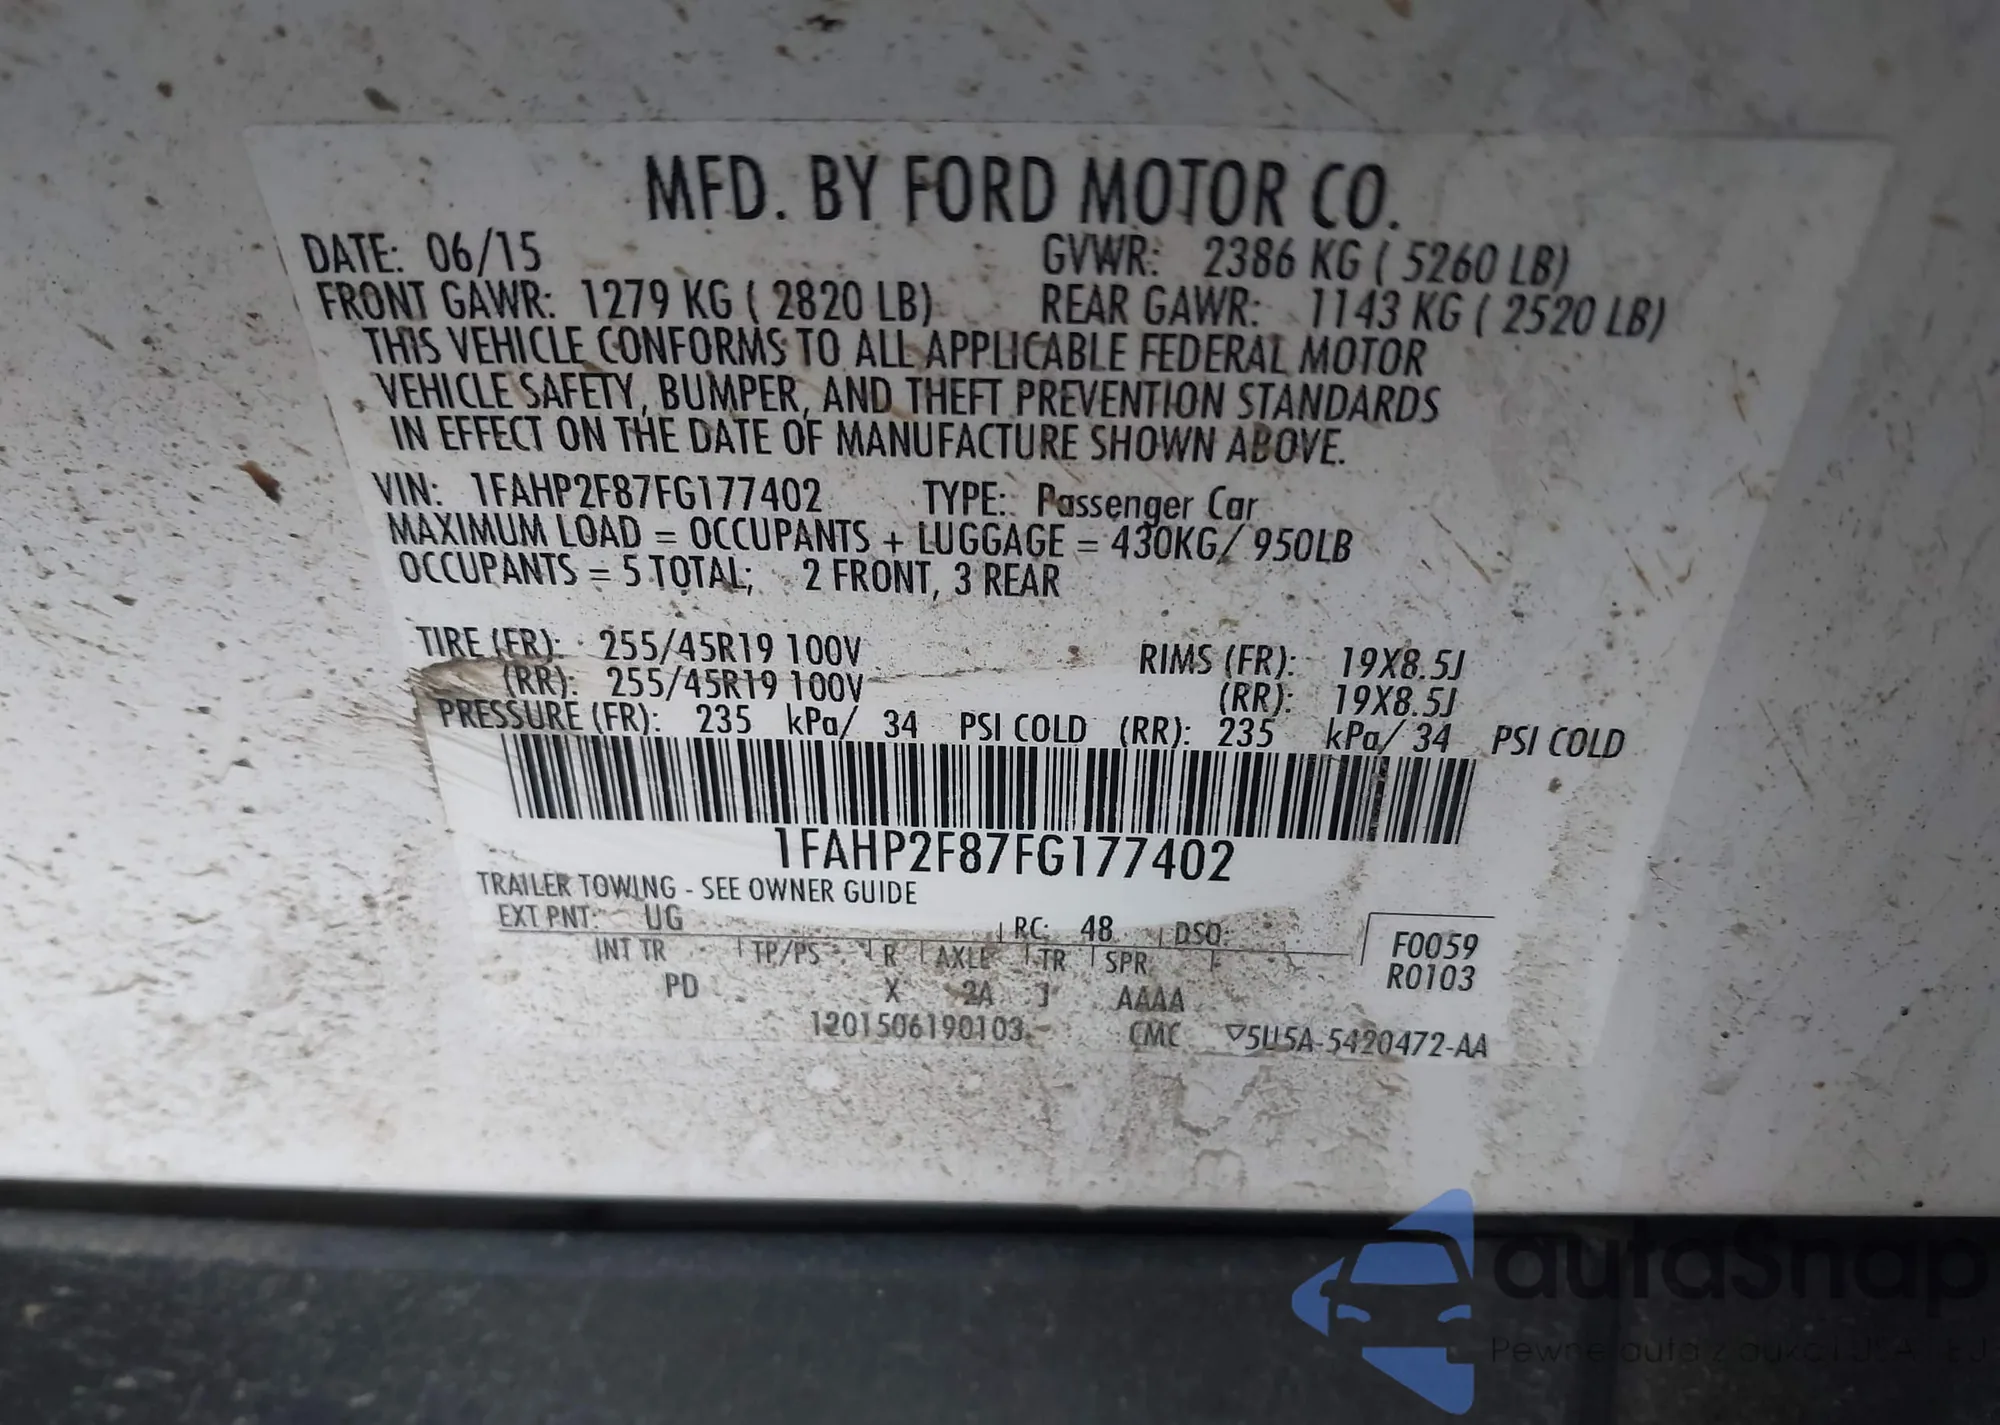 MFD. BY FORD MOTOR CO.
DATE: 06/15 GVWR: 2386 KG ( 5260 LB)
FRONT GAWR: 1279 KG ( 2820 LB) REAR GAWR: 1143 KG ( 2520 LB)
THIS VEHICLE CONFORMS TO ALL APPLICABLE FEDERAL MOTOR
VEHICLE SAFETY, BUMPER, AND THEFT PREVENTION STANDARDS
IN EFFECT ON THE DATE OF MANUFACTURE SHOWN ABOVE.
VIN: 1FAHP2F87FG177402 TYPE: Passenger Car
MAXIMUM LOAD = OCCUPANTS + LUGGAGE = 430KG/ 950LB
OCCUPANTS = 5 TOTAL; 2 FRONT, 3 REAR
TIRE (FR): 255/45R19 100V RIMS (FR): 19X8.5J
(RR): 255/45R19 100V (RR): 19X8.5J
PRESSURE (FR): 235 kPa/ 34 PSI COLD (RR): 235 kPa/ 34 PSI COLD
1FAHP2F87FG177402
TRAILER TOWING - SEE OWNER GUIDE
EXT PNT: UG RC: 48 DSO: F0059
INT TR TP/PS R AXLE TR SPR R0103
PD X 2A J AAAA
1201506190103 CMC ▽5U5A-5420472-AA
autaSnap
Pewne auta z aukcji USA